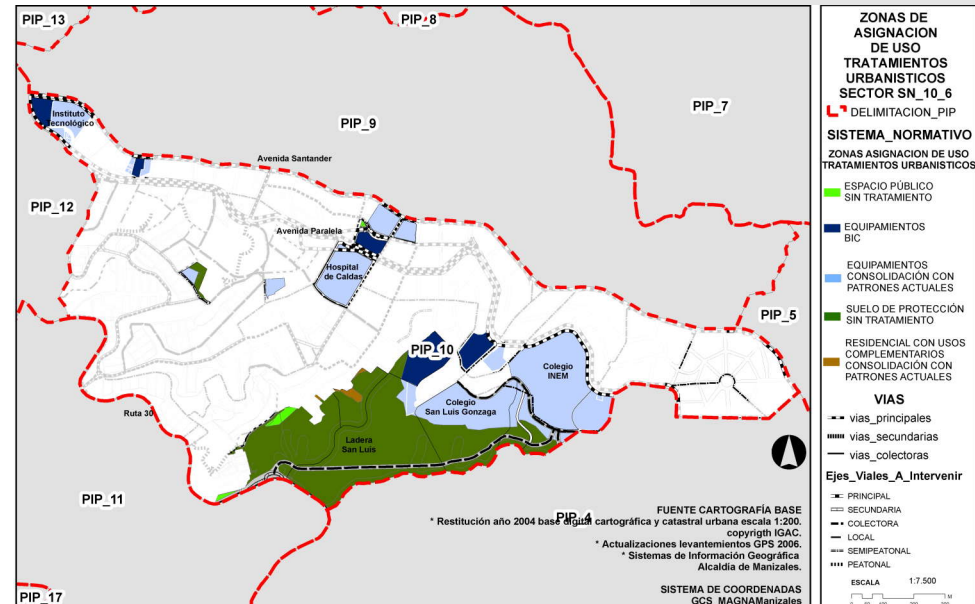 PIP_13
PIP_8
PIP_7
PIP_9
Instituto
Tecnológico
Avenida Santander
PIP_12
Avenida Paralela
Hospital
de Caldas
PIP_5
PIP_10
Colegio
INEM
Colegio
San Luis Gonzaga
Ruta 30
Ladera
San Luis
PIP_11
PIP_4
PIP_17
FUENTE CARTOGRAFÍA BASE
* Restitución año 2004 base digital cartográfica y catastral urbana escala 1:200.
copyrigth IGAC.
* Actualizaciones levantamientos GPS 2006.
* Sistemas de Información Geográfica
Alcaldía de Manizales.
SISTEMA DE COORDENADAS
GCS_MAGNAManizales
ZONAS DE
ASIGNACION
DE USO
TRATAMIENTOS
URBANISTICOS
SECTOR SN_10_6
DELIMITACION_PIP
SISTEMA_NORMATIVO
ZONAS ASIGNACION DE USO
TRATAMIENTOS URBANISTICOS
ESPACIO PÚBLICO
SIN TRATAMIENTO
EQUIPAMIENTOS
BIC
EQUIPAMIENTOS
CONSOLIDACIÓN CON
PATRONES ACTUALES
SUELO DE PROTECCIÓN
SIN TRATAMIENTO
RESIDENCIAL CON USOS
COMPLEMENTARIOS
CONSOLIDACIÓN CON
PATRONES ACTUALES
VIAS
vias_principales
vias_secundarias
vias_colectoras
Ejes_Viales_A_Intervenir
PRINCIPAL
SECUNDARIA
COLECTORA
LOCAL
SEMIPEATONAL
PEATONAL
ESCALA 1:7.500
M